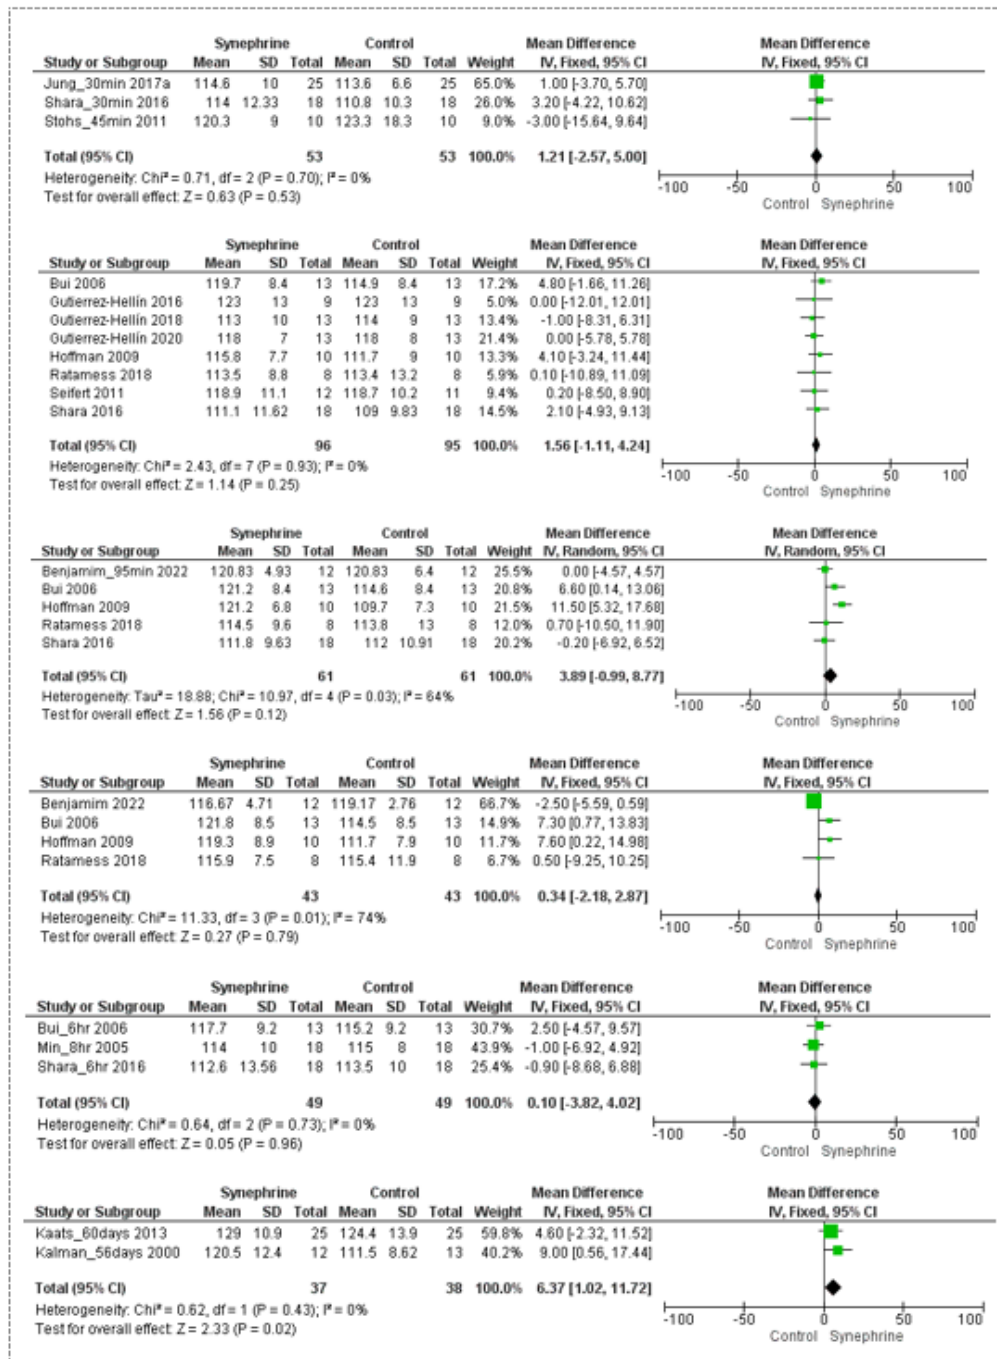 Synephrine Control Mean Difference Mean Difference
Study or Subgroup Mean SD Total Mean SD Total Weight IV, Fixed, 95% CI IV, Fixed, 95% CI
Jung_30min 2017a 114.6 10 25 113.6 6.6 25 65.0% 1.00 [-3.70, 5.70]
Shara_30min 2016 114 12.33 18 110.8 10.3 18 26.0% 3.20 [-4.22, 10.62]
Stohs_45min 2011 120.3 9 10 123.3 18.3 10 9.0% -3.00 [-15.64, 9.64]
Total (95% CI) 53 53 100.0% 1.21 [-2.57, 5.00]
Heterogeneity: Chi² = 0.71, df = 2 (P = 0.70); I² = 0%
Test for overall effect: Z = 0.63 (P = 0.53)
-100 -50 0 50 100
Control Synephrine
Synephrine Control Mean Difference Mean Difference
Study or Subgroup Mean SD Total Mean SD Total Weight IV, Fixed, 95% CI IV, Fixed, 95% CI
Bui 2006 119.7 8.4 13 114.9 8.4 13 17.2% 4.80 [-1.66, 11.26]
Gutierrez-Hellín 2016 123 13 9 123 13 9 5.0% 0.00 [-12.01, 12.01]
Gutierrez-Hellín 2018 113 10 13 114 9 13 13.4% -1.00 [-8.31, 6.31]
Gutierrez-Hellín 2020 118 7 13 118 8 13 21.4% 0.00 [-5.78, 5.78]
Hoffman 2009 115.8 7.7 10 111.7 9 10 13.3% 4.10 [-3.24, 11.44]
Ratamess 2018 113.5 8.8 8 113.4 13.2 8 5.9% 0.10 [-10.89, 11.09]
Seifert 2011 118.9 11.1 12 118.7 10.2 11 9.4% 0.20 [-8.50, 8.90]
Shara 2016 111.1 11.62 18 109 9.83 18 14.5% 2.10 [-4.93, 9.13]
Total (95% CI) 96 95 100.0% 1.56 [-1.11, 4.24]
Heterogeneity: Chi² = 2.43, df = 7 (P = 0.93); I² = 0%
Test for overall effect: Z = 1.14 (P = 0.25)
-100 -50 0 50 100
Control Synephrine
Synephrine Control Mean Difference Mean Difference
Study or Subgroup Mean SD Total Mean SD Total Weight IV, Random, 95% CI IV, Random, 95% CI
Benjamim_95min 2022 120.83 4.93 12 120.83 6.4 12 25.5% 0.00 [-4.57, 4.57]
Bui 2006 121.2 8.4 13 114.6 8.4 13 20.8% 6.60 [0.14, 13.06]
Hoffman 2009 121.2 6.8 10 109.7 7.3 10 21.5% 11.50 [5.32, 17.68]
Ratamess 2018 114.5 9.6 8 113.8 13 8 12.0% 0.70 [-10.50, 11.90]
Shara 2016 111.8 9.63 18 112 10.91 18 20.2% -0.20 [-6.92, 6.52]
Total (95% CI) 61 61 100.0% 3.89 [-0.99, 8.77]
Heterogeneity: Tau² = 18.88; Chi² = 10.97, df = 4 (P = 0.03); I² = 64%
Test for overall effect: Z = 1.56 (P = 0.12)
-100 -50 0 50 100
Control Synephrine
Synephrine Control Mean Difference Mean Difference
Study or Subgroup Mean SD Total Mean SD Total Weight IV, Fixed, 95% CI IV, Fixed, 95% CI
Benjamim 2022 116.67 4.71 12 119.17 2.76 12 66.7% -2.50 [-5.59, 0.59]
Bui 2006 121.8 8.5 13 114.5 8.5 13 14.9% 7.30 [0.77, 13.83]
Hoffman 2009 119.3 8.9 10 111.7 7.9 10 11.7% 7.60 [0.22, 14.98]
Ratamess 2018 115.9 7.5 8 115.4 11.9 8 6.7% 0.50 [-9.25, 10.25]
Total (95% CI) 43 43 100.0% 0.34 [-2.18, 2.87]
Heterogeneity: Chi² = 11.33, df = 3 (P = 0.01); I² = 74%
Test for overall effect: Z = 0.27 (P = 0.79)
-100 -50 0 50 100
Control Synephrine
Synephrine Control Mean Difference Mean Difference
Study or Subgroup Mean SD Total Mean SD Total Weight IV, Fixed, 95% CI IV, Fixed, 95% CI
Bui_6hr 2006 117.7 9.2 13 115.2 9.2 13 30.7% 2.50 [-4.57, 9.57]
Min_8hr 2005 114 10 18 115 8 18 43.9% -1.00 [-6.92, 4.92]
Shara_6hr 2016 112.6 13.56 18 113.5 10 18 25.4% -0.90 [-8.68, 6.88]
Total (95% CI) 49 49 100.0% 0.10 [-3.82, 4.02]
Heterogeneity: Chi² = 0.64, df = 2 (P = 0.73); I² = 0%
Test for overall effect: Z = 0.05 (P = 0.96)
-100 -50 0 50 100
Control Synephrine
Synephrine Control Mean Difference Mean Difference
Study or Subgroup Mean SD Total Mean SD Total Weight IV, Fixed, 95% CI IV, Fixed, 95% CI
Kaats_60days 2013 129 10.9 25 124.4 13.9 25 59.8% 4.60 [-2.32, 11.52]
Kalman_56days 2000 120.5 12.4 12 111.5 8.62 13 40.2% 9.00 [0.56, 17.44]
Total (95% CI) 37 38 100.0% 6.37 [1.02, 11.72]
Heterogeneity: Chi² = 0.62, df = 1 (P = 0.43); I² = 0%
Test for overall effect: Z = 2.33 (P = 0.02)
-100 -50 0 50 100
Control Synephrine